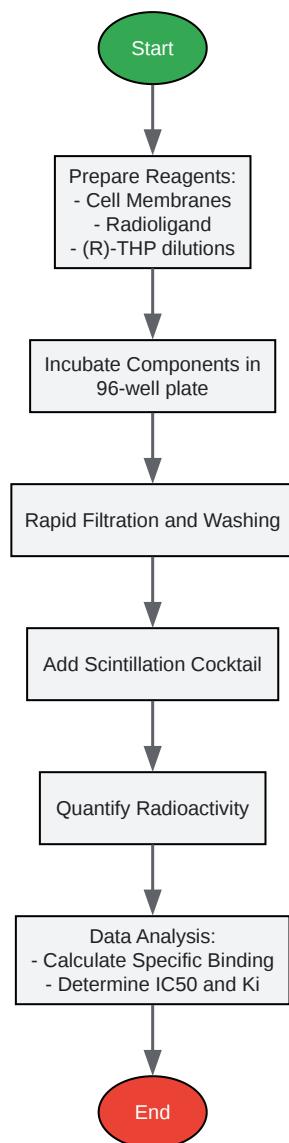 Start
Prepare Reagents:
- Cell Membranes
- Radioligand
- (R)-THP dilutions
Incubate Components in
96-well plate
Rapid Filtration and Washing
Add Scintillation Cocktail
Quantify Radioactivity
Data Analysis:
- Calculate Specific Binding
- Determine IC50 and Ki
End